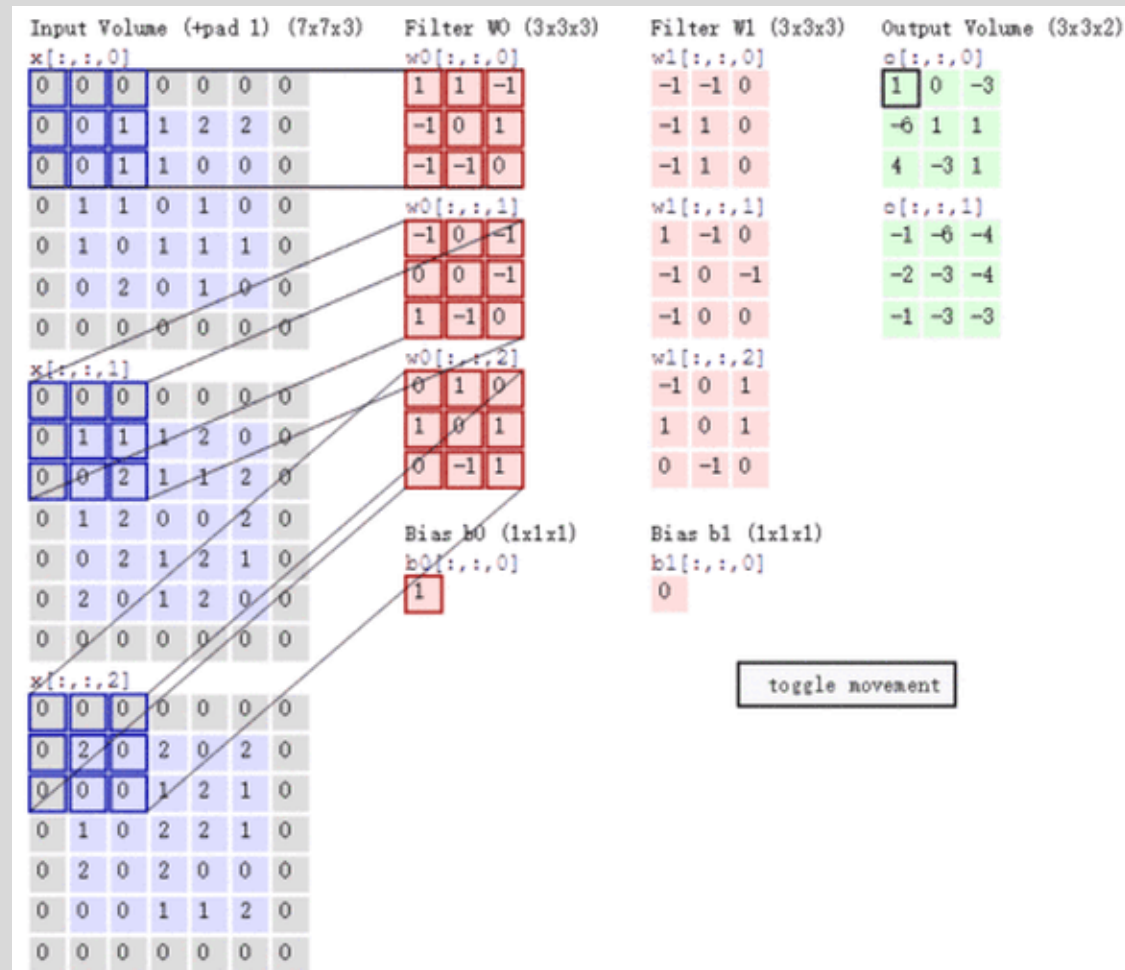 Input Volume (+pad 1) (7x7x3)
x[:,:,0]
0 0 0 0 0 0 0
0 0 1 1 2 2 0
0 0 1 1 0 0 0
0 1 1 0 1 0 0
0 1 0 1 1 1 0
0 0 2 0 1 0 0
0 0 0 0 0 0 0
x[:,:,1]
0 0 0 0 0 0 0
0 1 1 1 2 0 0
0 0 2 1 1 2 0
0 1 2 0 0 2 0
0 0 2 1 2 1 0
0 2 0 1 2 0 0
0 0 0 0 0 0 0
x[:,:,2]
0 0 0 0 0 0 0
0 2 0 2 0 2 0
0 0 0 1 2 1 0
0 1 0 2 2 1 0
0 2 0 2 0 0 0
0 0 0 1 1 2 0
0 0 0 0 0 0 0
Filter W0 (3x3x3)
w0[:,:,0]
1 1 -1
-1 0 1
-1 -1 0
w0[:,:,1]
-1 0 -1
0 0 -1
1 -1 0
w0[:,:,2]
0 1 0
1 0 1
0 -1 1
Bias b0 (1x1x1)
b0[:,:,0]
1
Filter W1 (3x3x3)
w1[:,:,0]
-1 -1 0
-1 1 0
-1 1 0
w1[:,:,1]
1 -1 0
-1 0 -1
-1 0 0
w1[:,:,2]
-1 0 1
1 0 1
0 -1 0
Bias b1 (1x1x1)
b1[:,:,0]
0
Output Volume (3x3x2)
o[:,:,0]
1 0 -3
-6 1 1
4 -3 1
o[:,:,1]
-1 -6 -4
-2 -3 -4
-1 -3 -3
toggle movement